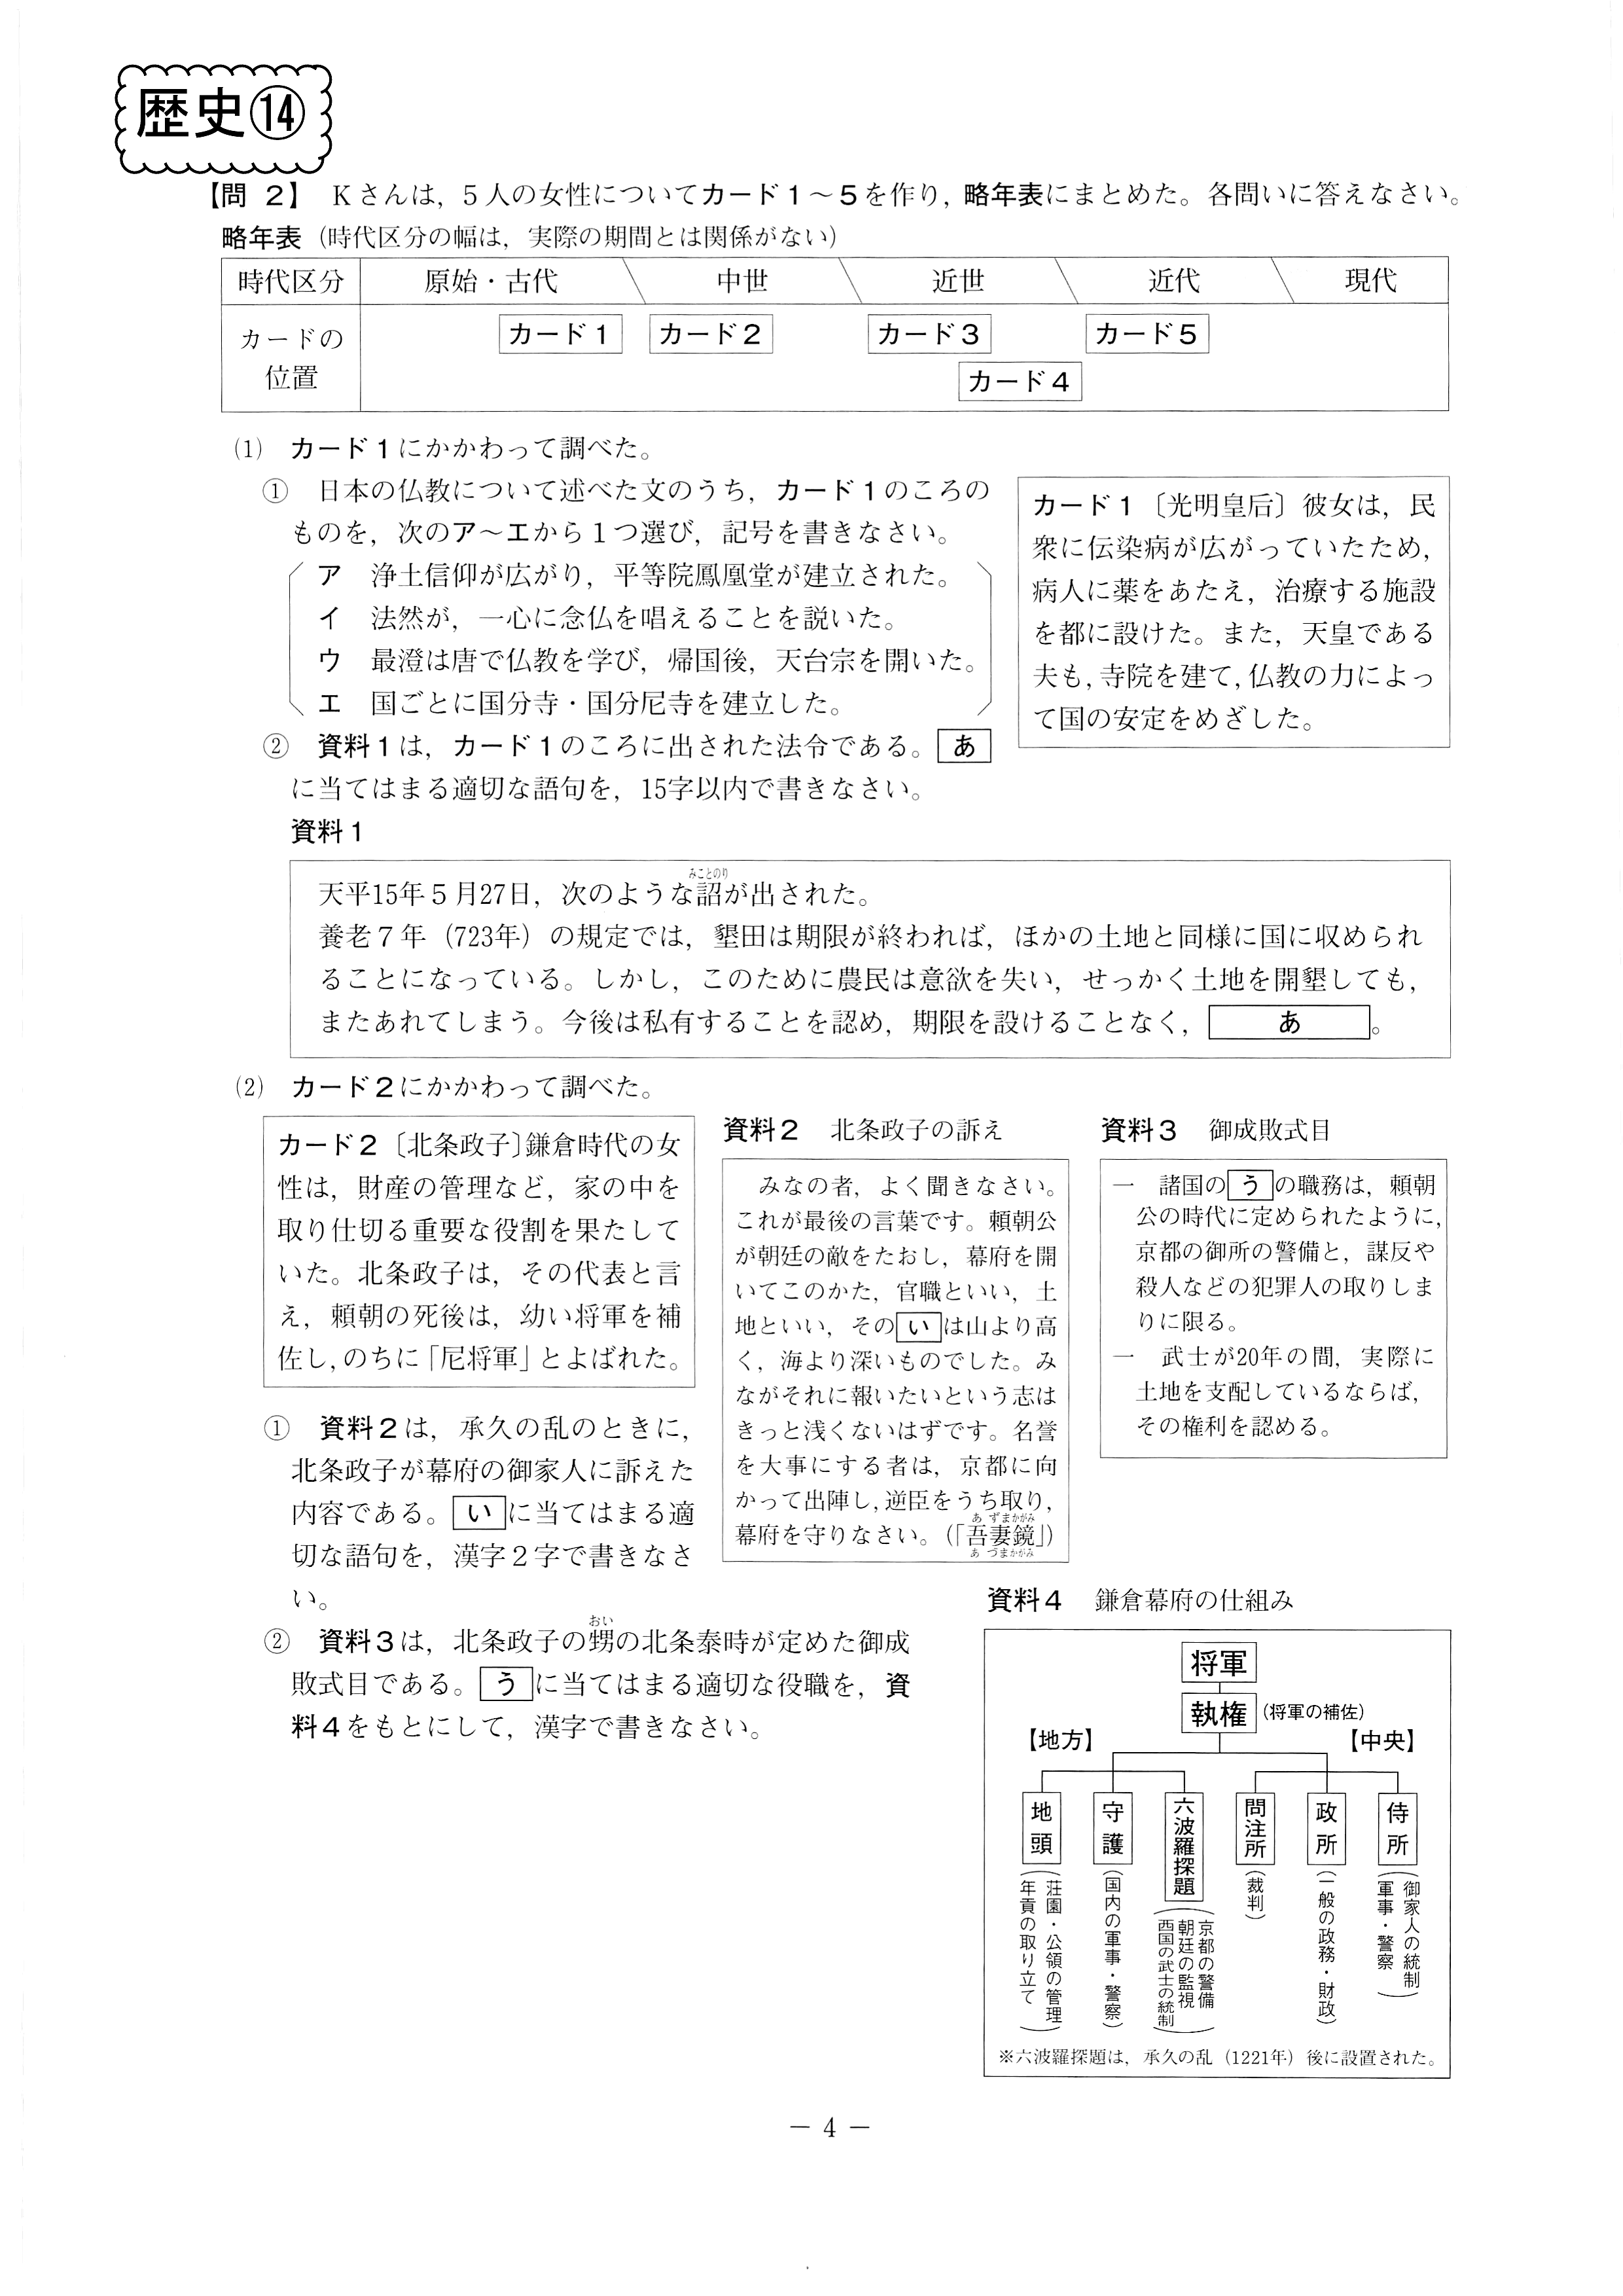 歴史⑭
【問 2】 Kさんは，5人の女性についてカード1～5を作り，略年表にまとめた。各問いに答えなさい。
略年表（時代区分の幅は，実際の期間とは関係がない）
時代区分 原始・古代 中世 近世 近代 現代
カードの位置
カード1 カード2 カード3 カード5
カード4
(1) カード1にかかわって調べた。
① 日本の仏教について述べた文のうち，カード1のころの
ものを，次のア～エから1つ選び，記号を書きなさい。
ア 浄土信仰が広がり，平等院鳳凰堂が建立された。
イ 法然が，一心に念仏を唱えることを説いた。
ウ 最澄は唐で仏教を学び，帰国後，天台宗を開いた。
エ 国ごとに国分寺・国分尼寺を建立した。
カード1〔光明皇后〕彼女は，民
衆に伝染病が広がっていたため，
病人に薬をあたえ，治療する施設
を都に設けた。また，天皇である
夫も，寺院を建て，仏教の力によっ
て国の安定をめざした。
② 資料1は，カード1のころに出された法令である。あ
に当てはまる適切な語句を，15字以内で書きなさい。
資料1
みことのり
天平15年5月27日，次のような詔が出された。
養老7年（723年）の規定では，墾田は期限が終われば，ほかの土地と同様に国に収められ
ることになっている。しかし，このために農民は意欲を失い，せっかく土地を開墾しても，
またあれてしまう。今後は私有することを認め，期限を設けることなく，あ。
(2) カード2にかかわって調べた。
カード2〔北条政子〕鎌倉時代の女
性は，財産の管理など，家の中を
取り仕切る重要な役割を果たして
いた。北条政子は，その代表と言
え，頼朝の死後は，幼い将軍を補
佐し，のちに「尼将軍」とよばれた。
資料2 北条政子の訴え
みなの者，よく聞きなさい。
これが最後の言葉です。頼朝公
が朝廷の敵をたおし，幕府を開
いてこのかた，官職といい，土
地といい，そのいは山より高
く，海より深いものでした。み
ながそれに報いたいという志は
きっと浅くないはずです。名誉
を大事にする者は，京都に向
かって出陣し，逆臣をうち取り，
あずまかがみ
幕府を守りなさい。（「吾妻鏡」）
あづまかがみ
資料3 御成敗式目
一 諸国のうの職務は，頼朝
公の時代に定められたように，
京都の御所の警備と，謀反や
殺人などの犯罪人の取りしま
りに限る。
一 武士が20年の間，実際に
土地を支配しているならば，
その権利を認める。
① 資料2は，承久の乱のときに，
北条政子が幕府の御家人に訴えた
内容である。いに当てはまる適
切な語句を，漢字2字で書きなさ
い。
おい
② 資料3は，北条政子の甥の北条泰時が定めた御成
敗式目である。うに当てはまる適切な役職を，資
料4をもとにして，漢字で書きなさい。
資料4 鎌倉幕府の仕組み
将軍
執権（将軍の補佐）
【地方】 【中央】
地頭（荘園・公領の管理 年貢の取り立て）
守護（国内の軍事・警察）
六波羅探題（京都の警備 朝廷の監視 西国の武士の統制）
問注所（裁判）
政所（一般の政務・財政）
侍所（御家人の統制 軍事・警察）
※六波羅探題は，承久の乱（1221年）後に設置された。
― 4 ―